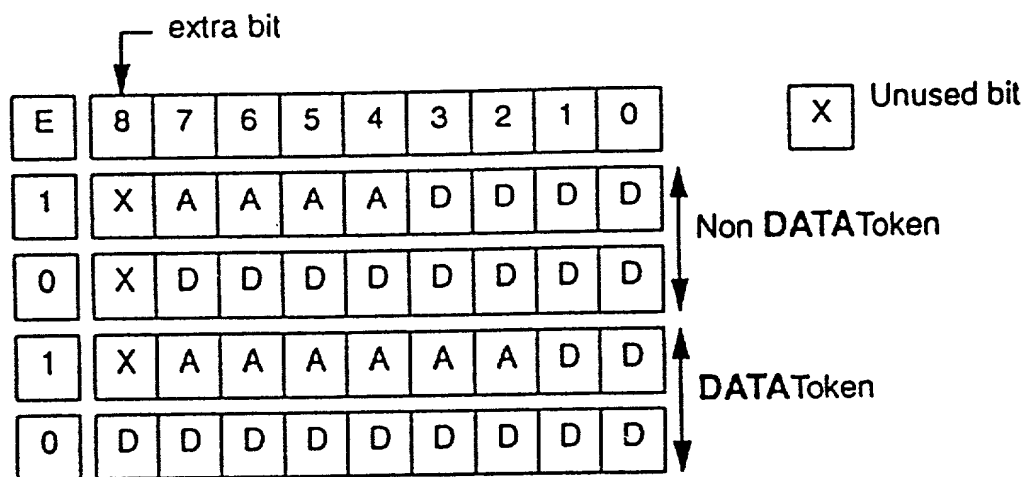 extra bit
E 8 7 6 5 4 3 2 1 0
X Unused bit
1 X A A A A D D D D
Non DATAToken
0 X D D D D D D D D
1 X A A A A A A D D
DATAToken
0 D D D D D D D D D